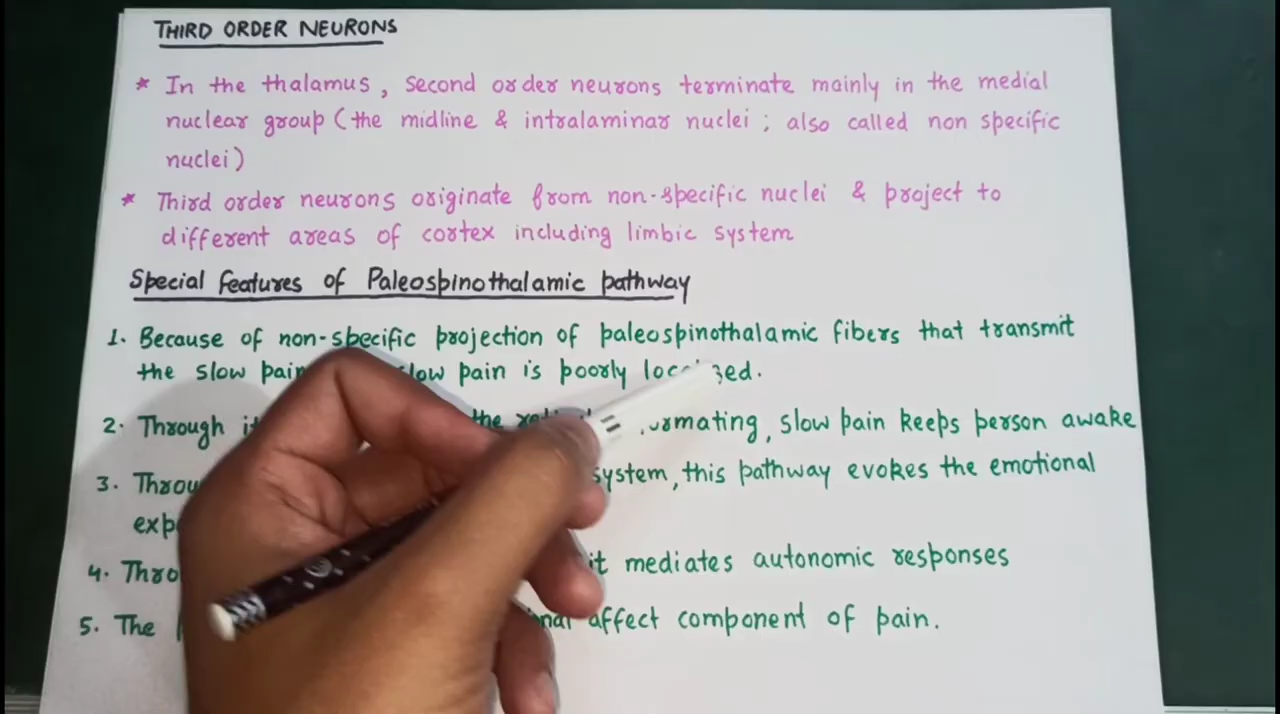 THIRD ORDER NEURONS
* In the thalamus, second order neurons terminate mainly in the medial
nuclear group (the midline & intralaminar nuclei; also called non specific
nuclei)
* Third order neurons originate from non-specific nuclei & project to
different areas of cortex including limbic system
Special features of Paleospinothalamic pathway
1. Because of non-specific projection of paleospinothalamic fibers that transmit
the slow pain slow pain is poorly localized.
2. Through the slow pain keeps person awake
3. system, this pathway evokes the emotional
4. it mediates autonomic responses
5. The affect component of pain.